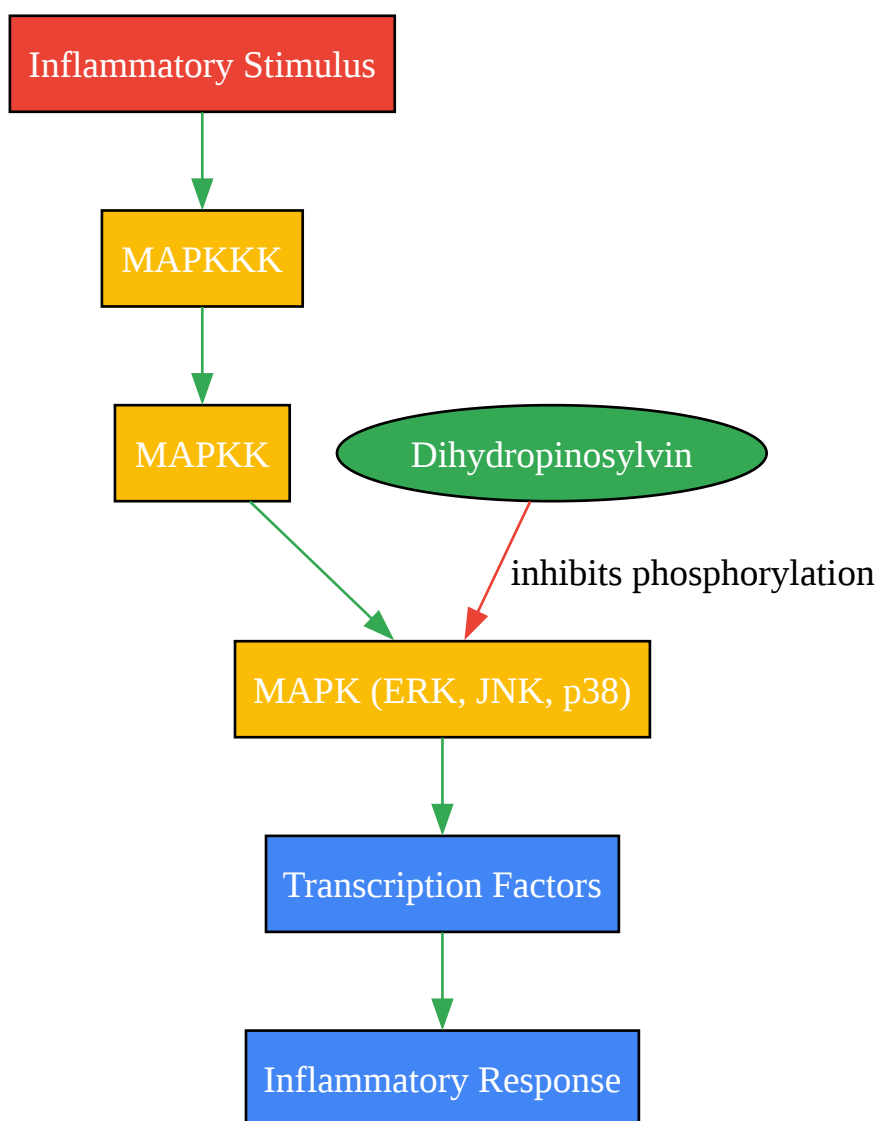 Inflammatory Stimulus
MAPKKK
MAPKK
Dihydropinosylvin
inhibits phosphorylation
MAPK (ERK, JNK, p38)
Transcription Factors
Inflammatory Response